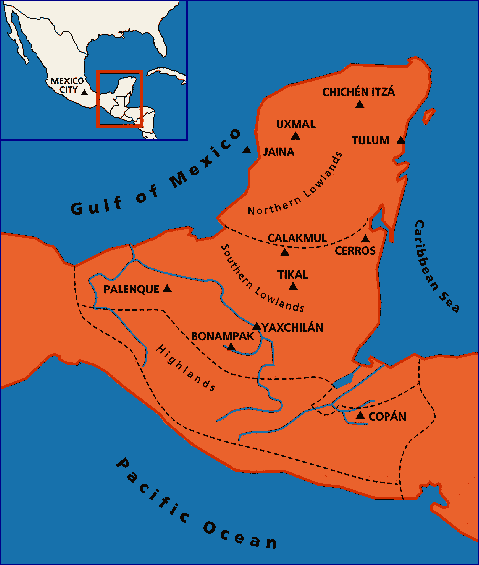 MEXICO
CITY
CHICHÉN ITZÁ
UXMAL
TULUM
JAINA
Gulf of Mexico
Northern Lowlands
CALAKMUL
CERROS
Caribbean Sea
Southern Lowlands
TIKAL
PALENQUE
YAXCHILÁN
BONAMPAK
Highlands
COPÁN
Pacific Ocean